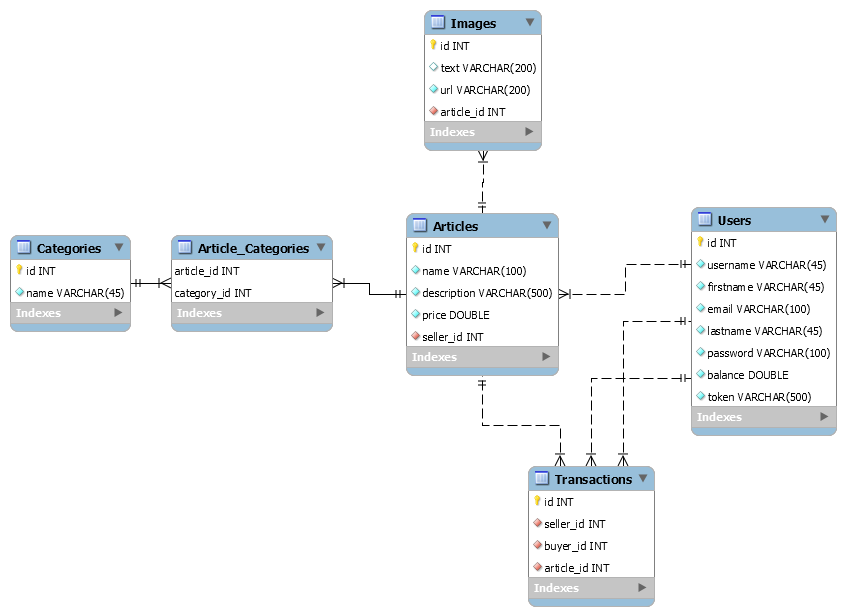 Images
id INT
text VARCHAR(200)
url VARCHAR(200)
article_id INT
Indexes
Categories
id INT
name VARCHAR(45)
Indexes
Article_Categories
article_id INT
category_id INT
Indexes
Articles
id INT
name VARCHAR(100)
description VARCHAR(500)
price DOUBLE
seller_id INT
Indexes
Users
id INT
username VARCHAR(45)
firstname VARCHAR(45)
email VARCHAR(100)
lastname VARCHAR(45)
password VARCHAR(100)
balance DOUBLE
token VARCHAR(500)
Indexes
Transactions
id INT
seller_id INT
buyer_id INT
article_id INT
Indexes